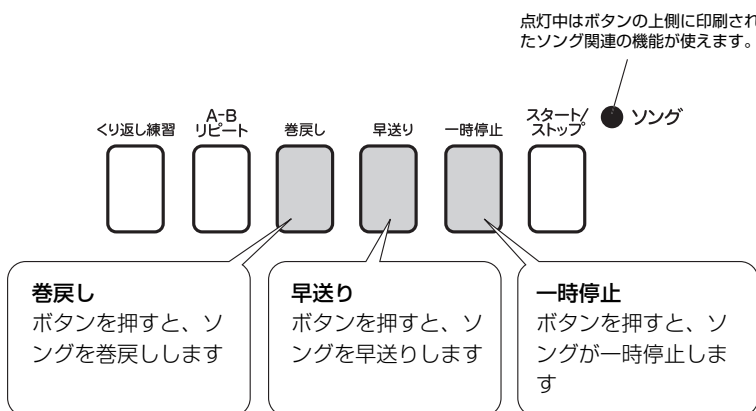 点灯中はボタンの上側に印刷され
たソング関連の機能が使えます。
くり返し練習
A-B
リピート
巻戻し
早送り
一時停止
スタート/
ストップ
ソング
巻戻し
ボタンを押すと、ソ
ングを巻戻しします
早送り
ボタンを押すと、ソ
ングを早送りします
一時停止
ボタンを押すと、ソ
ングが一時停止しま
す